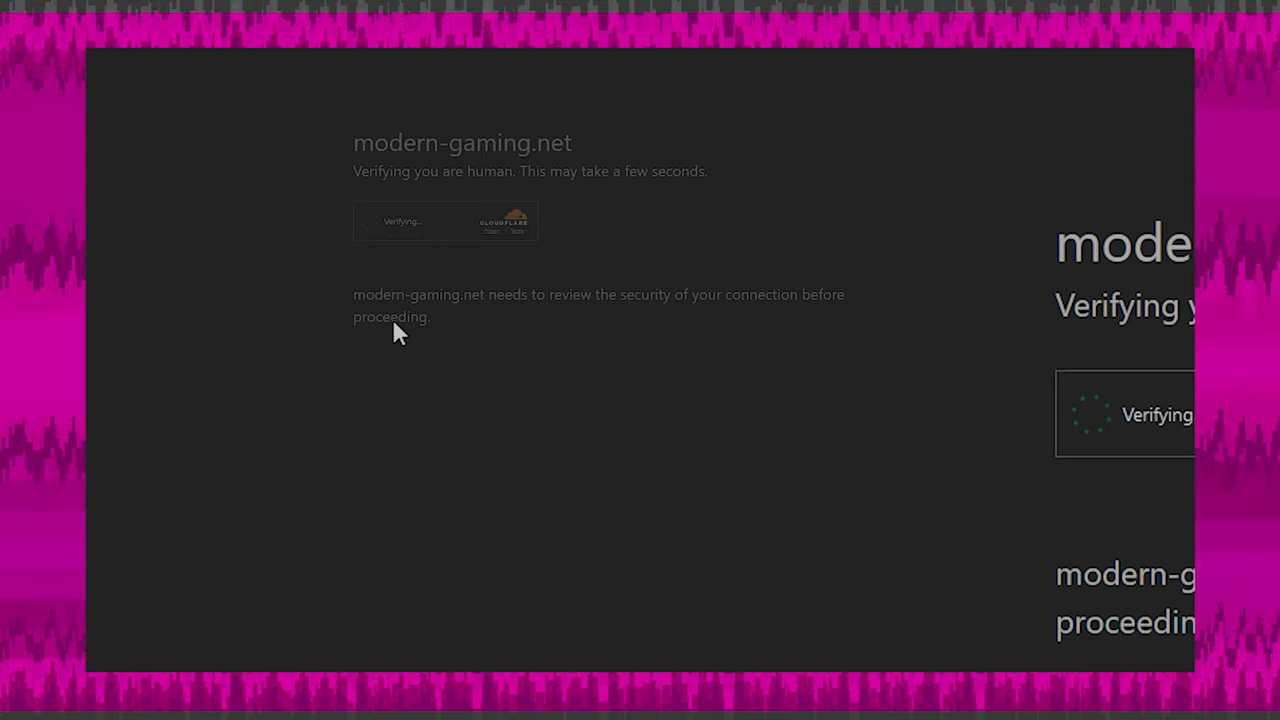 modern-gaming.net
Verifying you are human. This may take a few seconds.
Verifying...
CLOUDFLARE
modern-gaming.net needs to review the security of your connection before
proceeding.
mode
Verifying y
Verifying.
modern-g
proceedin